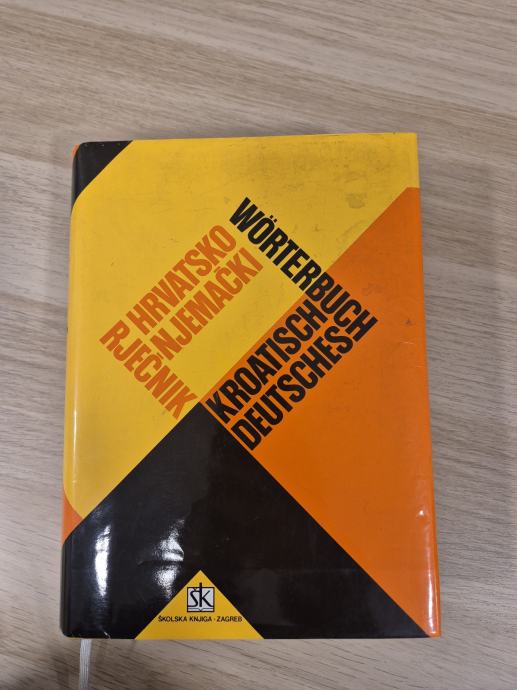 HRVATSKO
NJEMAČKI
RJEČNIK
KROATISCH
DEUTSCHES
WÖRTERBUCH
šk
ŠKOLSKA KNJIGA · ZAGREB